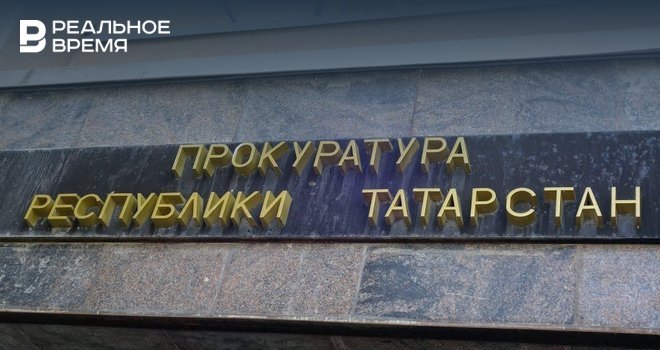 РЕАЛЬНОЕ
ВРЕМЯ
ПРОКУРАТУРА
РЕСПУБЛИКИ ТАТАРСТАН